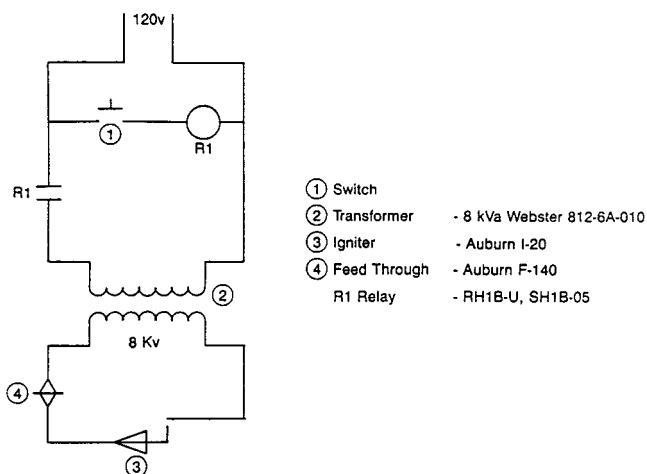 120v
1
R1
R1
2
8 Kv
4
3
1 Switch
2 Transformer - 8 kVa Webster 812-6A-010
3 Igniter - Auburn I-20
4 Feed Through - Auburn F-140
R1 Relay - RH1B-U, SH1B-05